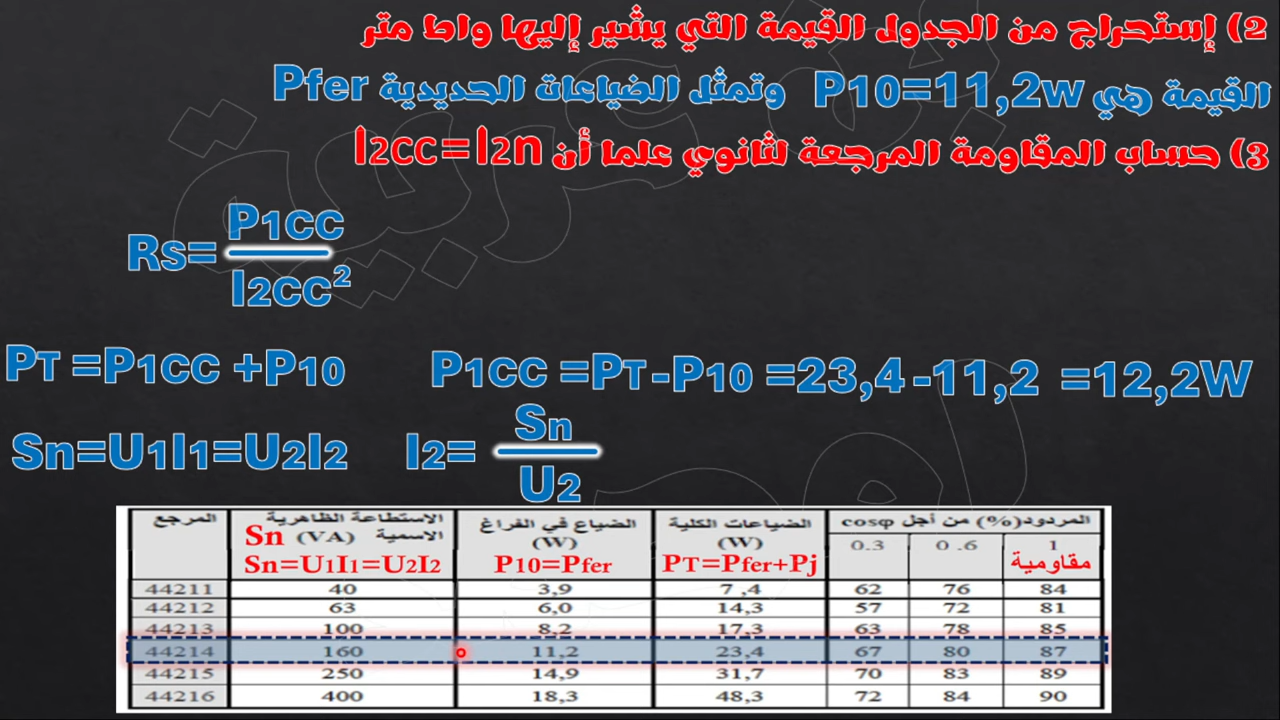 2) إستحراج من الجدول القيمة التي يشير إليها واط متر
القيمة هي P10=11,2w وتمثل الضياعات الحديدية Pfer
3) حساب المقاومة المرجعة لثانوي علما أن I2cc=I2n
Rs= P1cc
I2cc²
PT =P1cc +P10 P1cc =PT-P10 =23,4-11,2 =12,2W
Sn=U1I1=U2I2 I2= Sn
U2
المرجع الاستطاعة الظاهرية الضياع في الفراغ الضياعات الكلية المردود(%) من أجل cosφ
Sn (VA) الاسمية (W) (W) 0.3 0.6 1
Sn=U1I1=U2I2 P10=Pfer PT=Pfer+Pj مقاومية
44211 40 3,9 7,4 62 76 84
44212 63 6,0 14,3 57 72 81
44213 100 8,2 17,3 63 78 85
44214 160 11,2 23,4 67 80 87
44215 250 14,9 31,7 70 83 89
44216 400 18,3 48,3 72 84 90